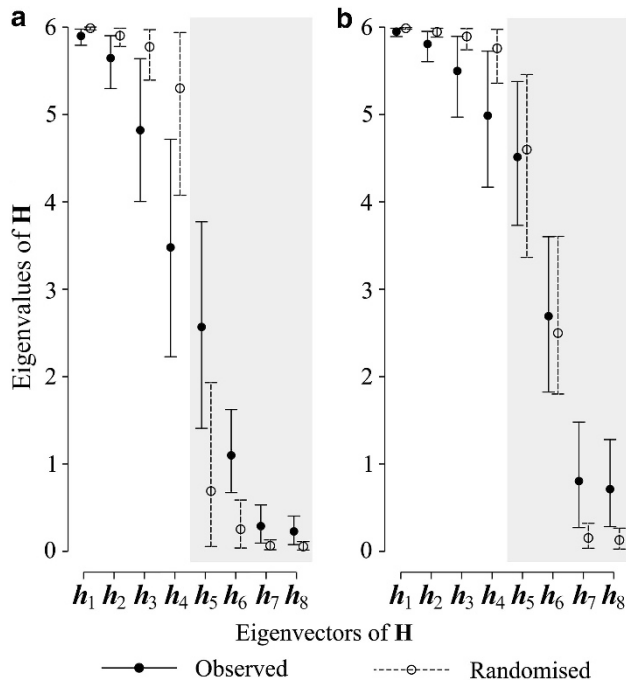 a
b
6
5
4
3
2
1
0
6
5
4
3
2
1
0
Eigenvalues of H
h1 h2 h3 h4 h5 h6 h7 h8
h1 h2 h3 h4 h5 h6 h7 h8
Eigenvectors of H
Observed
Randomised